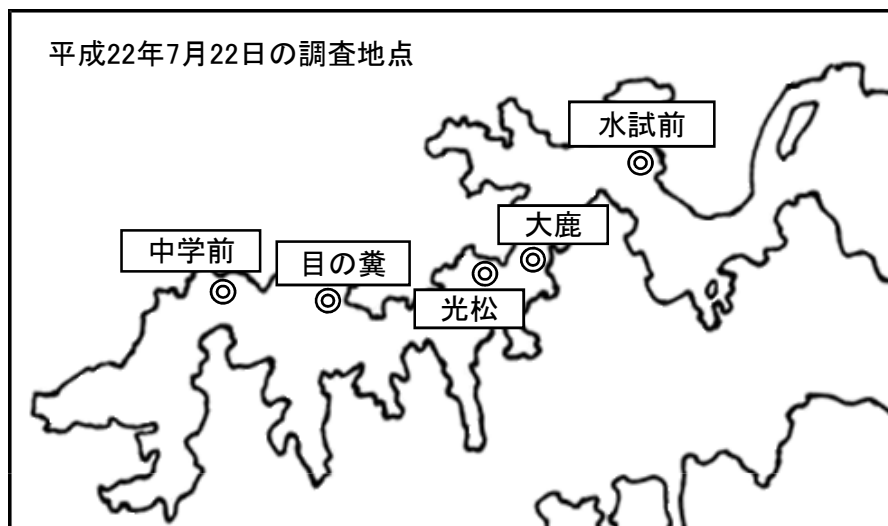 平成22年7月22日の調査地点
水試前
大鹿
中学前
目の糞
光松